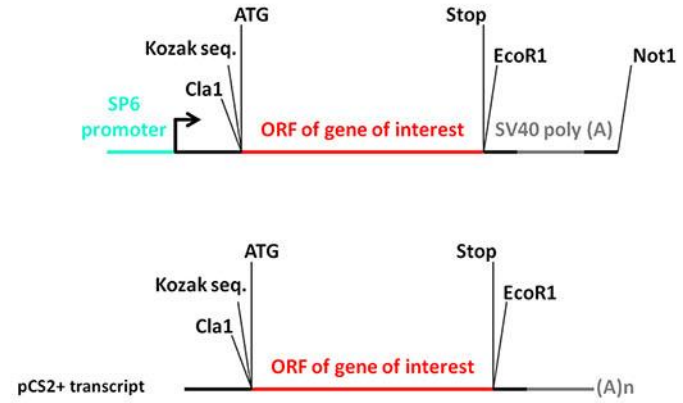 ATG
Stop
Kozak seq.
EcoR1
Not1
Cla1
SP6
promoter
ORF of gene of interest
SV40 poly (A)
ATG
Stop
Kozak seq.
EcoR1
Cla1
ORF of gene of interest
pCS2+ transcript
(A)n